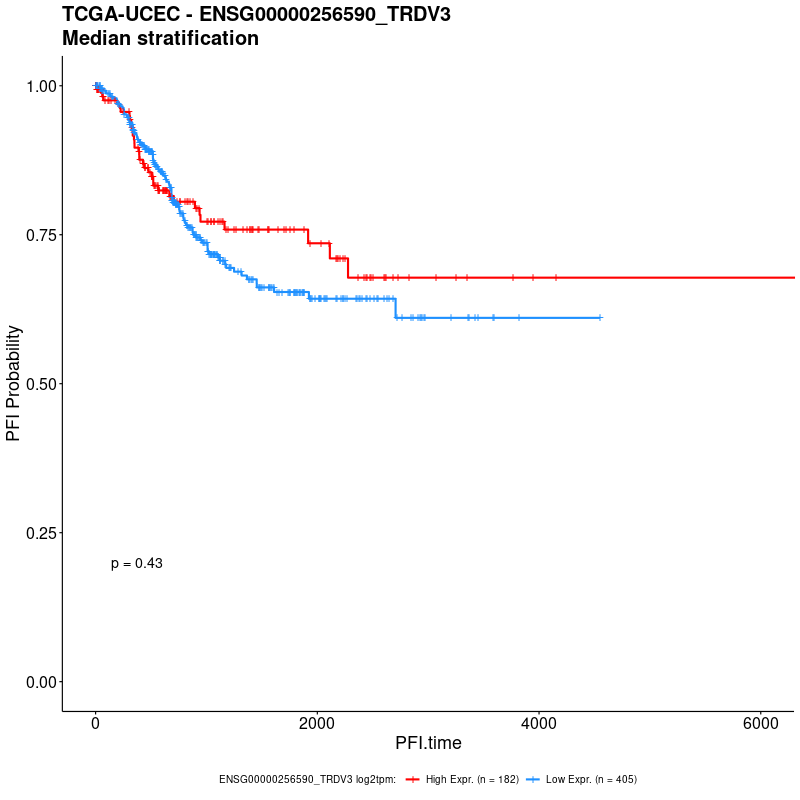 TCGA-UCEC - ENSG00000256590_TRDV3
Median stratification
1.00
0.75
0.50
0.25
0.00
PFI Probability
p = 0.43
0
2000
4000
6000
PFI.time
ENSG00000256590_TRDV3 log2tpm: High Expr. (n = 182) Low Expr. (n = 405)